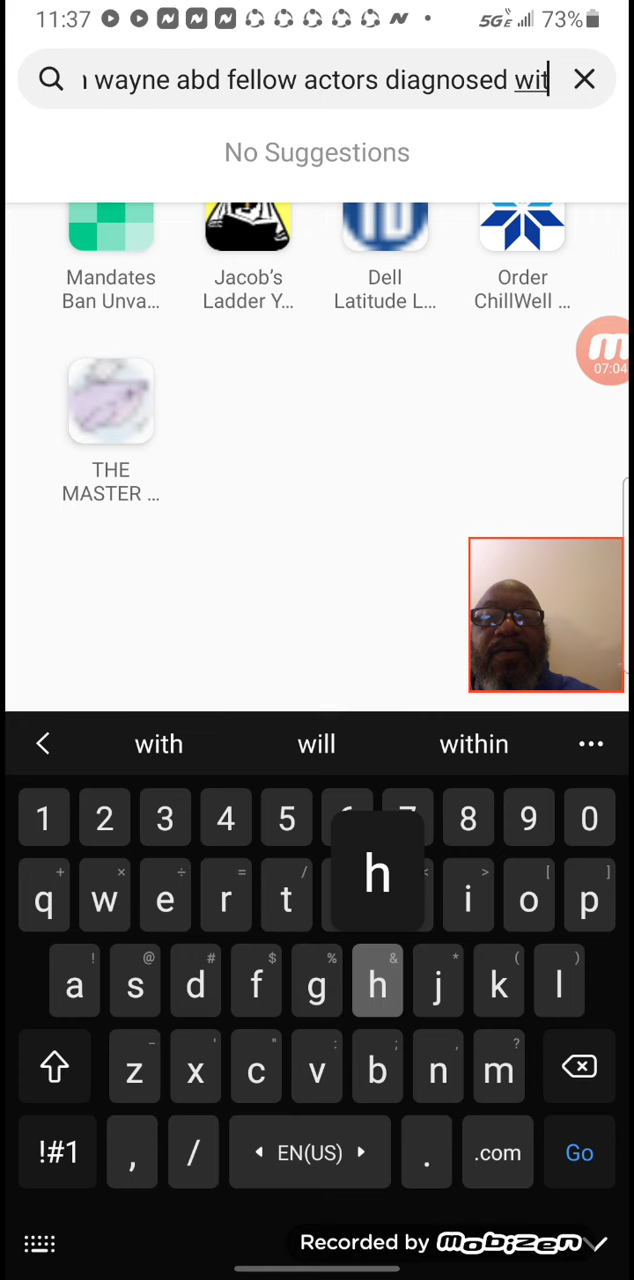 11:37 5GE 73%
wayne abd fellow actors diagnosed wit
No Suggestions
Mandates Jacob's Dell Order
Ban Unva... Ladder Y... Latitude L... ChillWell ...
07:04
THE
MASTER ...
with will within
1 2 3 4 5 8 9 0
h
q w e r t i o p
a s d f g h j k l
z x c v b n m
!#1 , / EN(US) . .com Go
Recorded by mobizen